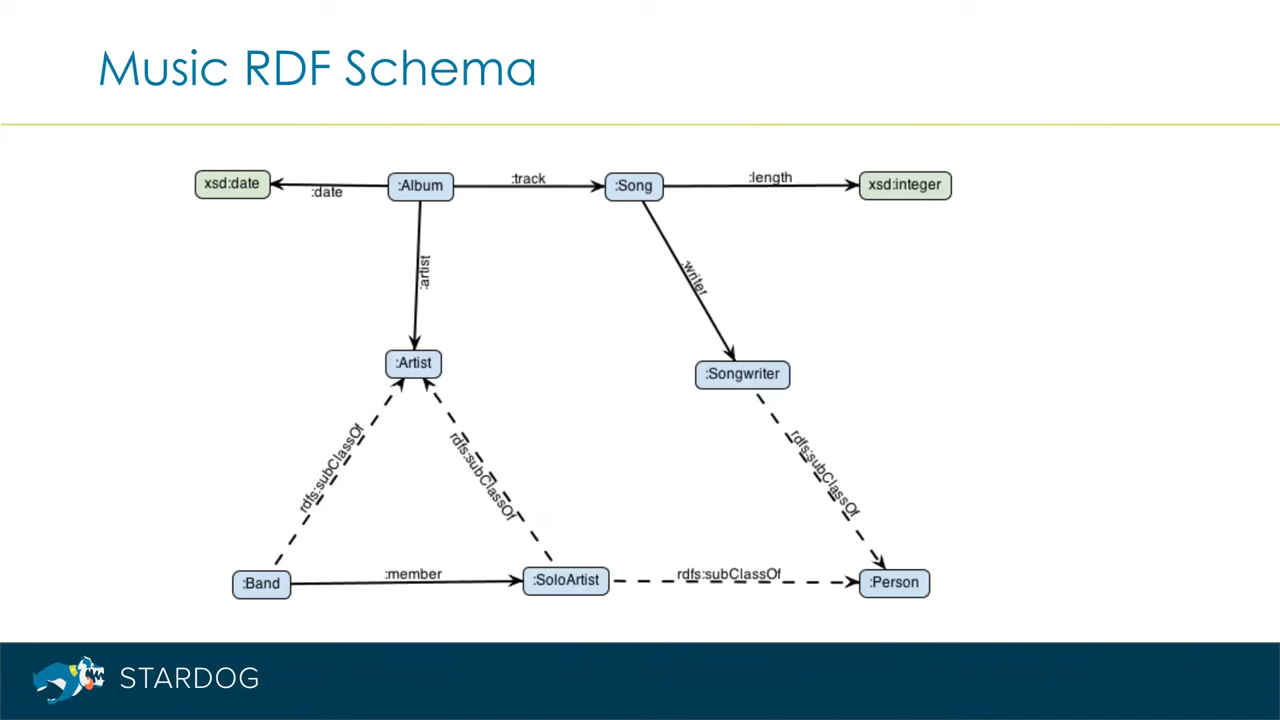 Music RDF Schema
xsd:date
:date
:Album
:track
:Song
:length
xsd:integer
:artist
:writer
:Artist
:Songwriter
rdfs:subClassOf
rdfs:subClassOf
rdfs:subClassOf
:Band
:member
:SoloArtist
rdfs:subClassOf
:Person
STARDOG